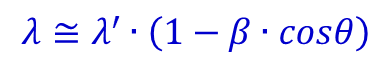 λ ≅ λ′ · (1 − β · cosθ)